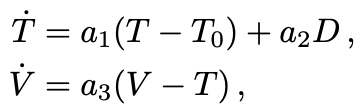 Ṫ = a₁(T − T₀) + a₂D ,
V̇ = a₃(V − T) ,